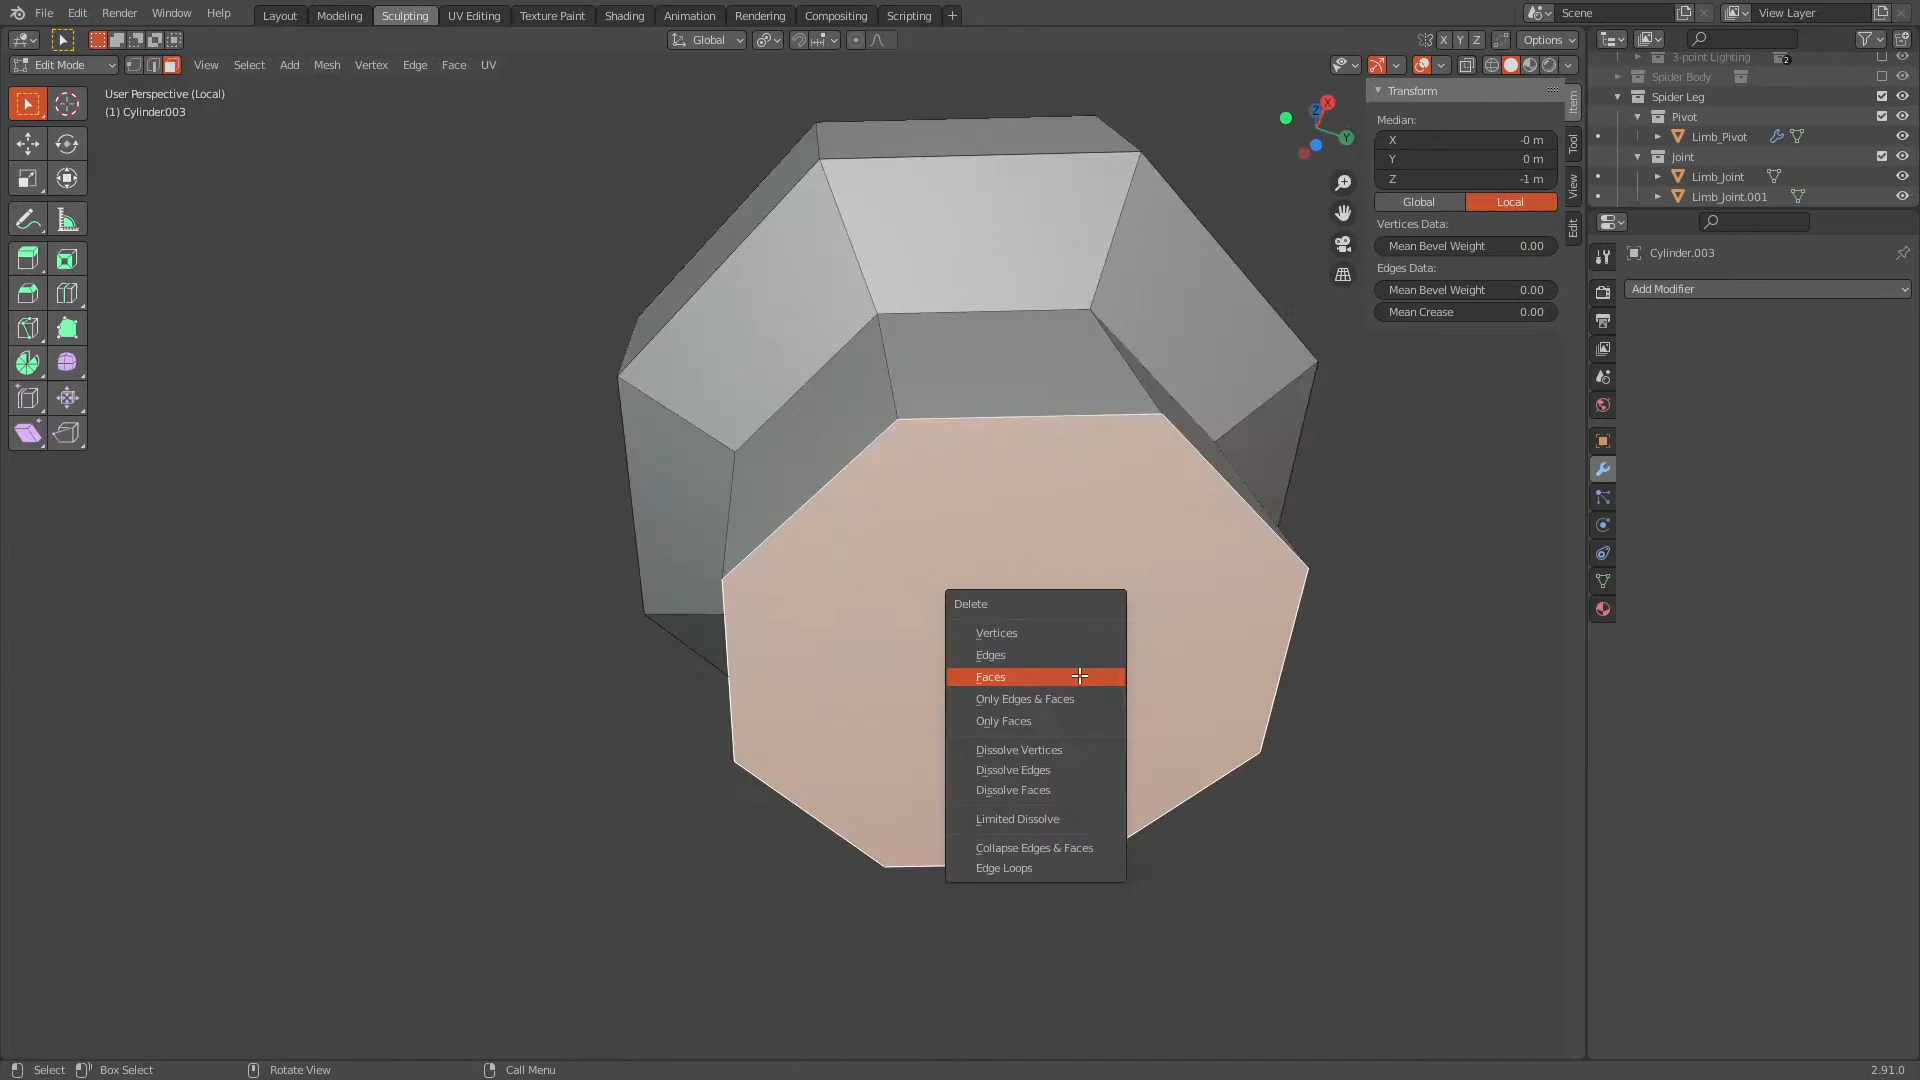 File Edit Render Window Help Layout Modeling Sculpting UV Editing Texture Paint Shading Animation Rendering Compositing Scripting Scene View Layer
Global X Y Z Options
Edit Mode View Select Add Mesh Vertex Edge Face UV
User Perspective (Local)
(1) Cylinder.003
X
Y
Z
Transform
Median:
X -0 m
Y 0 m
Z -1 m
Global Local
Vertices Data:
Mean Bevel Weight 0.00
Edges Data:
Mean Bevel Weight 0.00
Mean Crease 0.00
Item
Tool
View
Edit
3-point Lighting 2
Spider Body
Spider Leg
Pivot
Limb_Pivot
Joint
Limb_Joint
Limb_Joint.001
Cylinder.003
Add Modifier
Delete
Vertices
Edges
Faces
Only Edges & Faces
Only Faces
Dissolve Vertices
Dissolve Edges
Dissolve Faces
Limited Dissolve
Collapse Edges & Faces
Edge Loops
Select Box Select Rotate View Call Menu 2.91.0